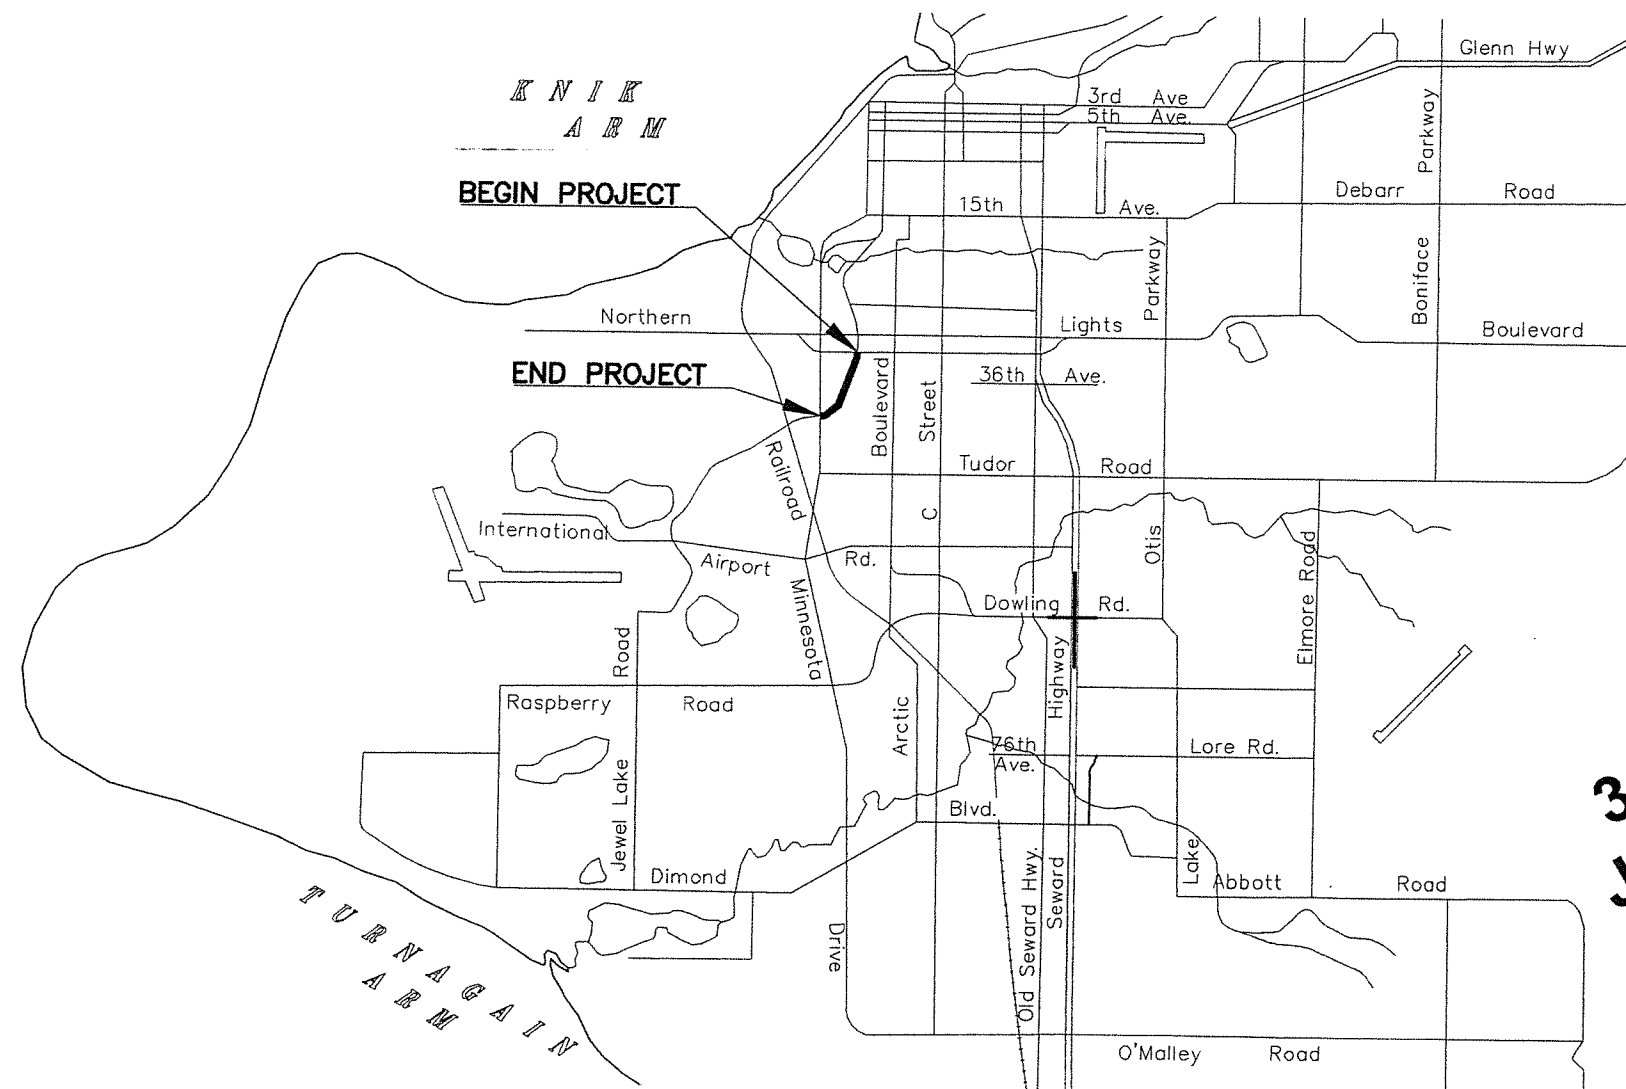 KNIK
ARM
Glenn Hwy
3rd Ave
5th Ave.
BEGIN PROJECT
Parkway
Debarr Road
15th Ave.
Parkway
Boniface
Northern Lights Boulevard
END PROJECT
36th Ave.
Boulevard
Street
Railroad
Tudor Road
C
International
Airport Rd.
Otis
Minnesota
Dowling Rd.
Elmore Road
Road
Highway
Raspberry Road
Arctic
76th
Ave.
Lore Rd.
Jewel Lake
Blvd.
3
Dimond
Lake
Abbott Road
TURNAGAIN
ARM
Drive
Old Seward Hwy.
Seward
O'Malley Road